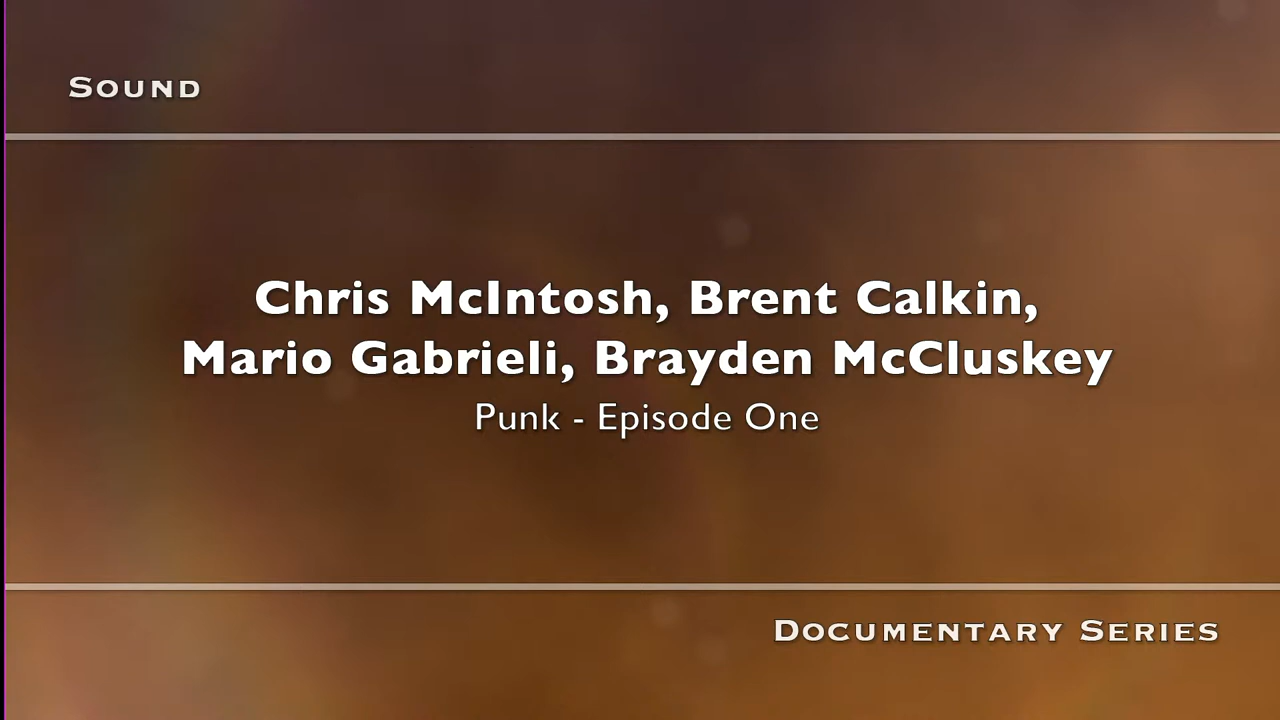 Sound
Chris McIntosh, Brent Calkin,
Mario Gabrieli, Brayden McCluskey
Punk - Episode One
Documentary Series